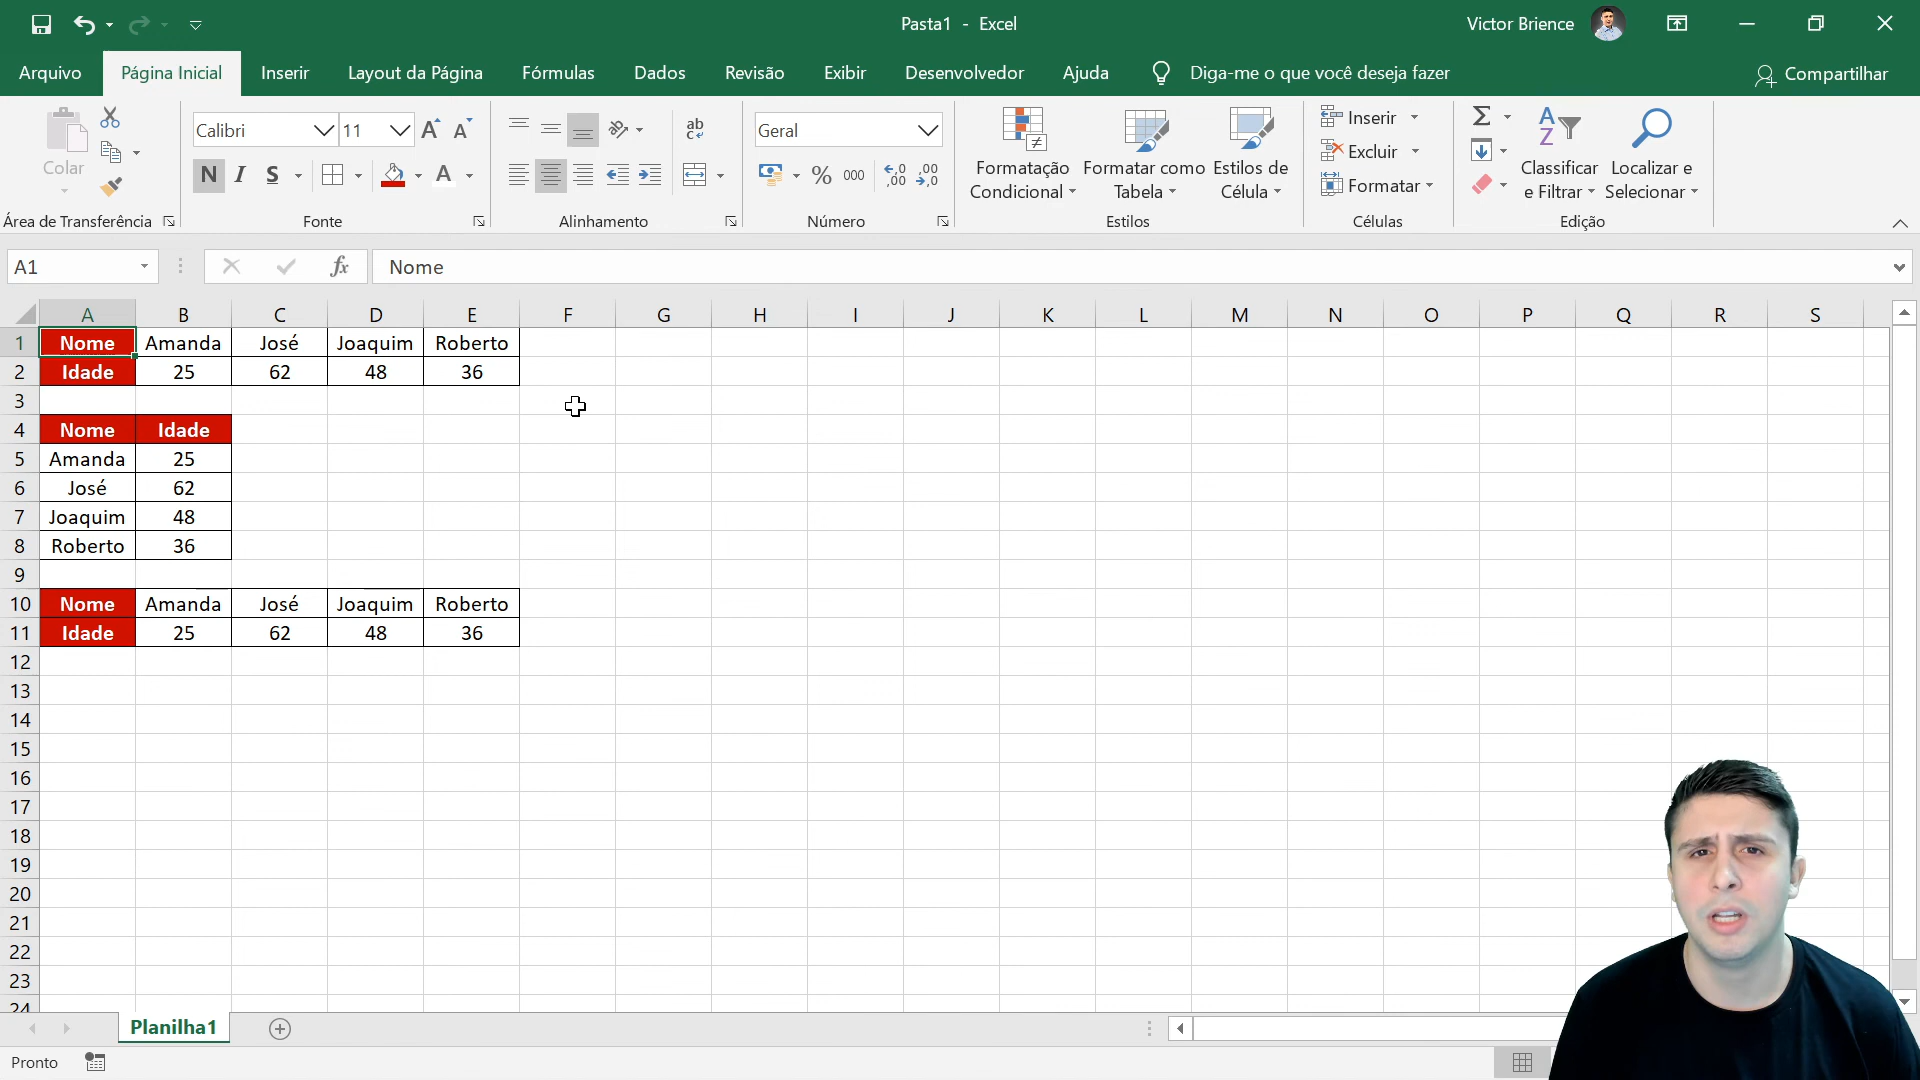 Pasta1 - Excel
Victor Brience
Arquivo Página Inicial Inserir Layout da Página Fórmulas Dados Revisão Exibir Desenvolvedor Ajuda Diga-me o que você deseja fazer Compartilhar
Colar
Área de Transferência
Calibri 11
N I S A
Fonte
ab
Alinhamento
Geral
% 000
Número
Formatação Condicional
Formatar como Tabela
Estilos de Célula
Estilos
Inserir
Excluir
Formatar
Células
Classificar e Filtrar
Localizar e Selecionar
Edição
A1 fx Nome
A B C D E F G H I J K L M N O P Q R S
1 Nome Amanda José Joaquim Roberto
2 Idade 25 62 48 36
3
4 Nome Idade
5 Amanda 25
6 José 62
7 Joaquim 48
8 Roberto 36
9
10 Nome Amanda José Joaquim Roberto
11 Idade 25 62 48 36
12
13
14
15
16
17
18
19
20
21
22
23
24
Planilha1
Pronto